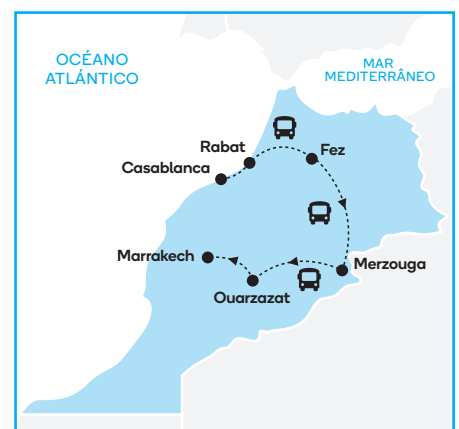 OCÉANO
ATLÁNTICO
MAR
MEDITERRÂNEO
Rabat
Fez
Casablanca
Marrakech
Merzouga
Ouarzazat